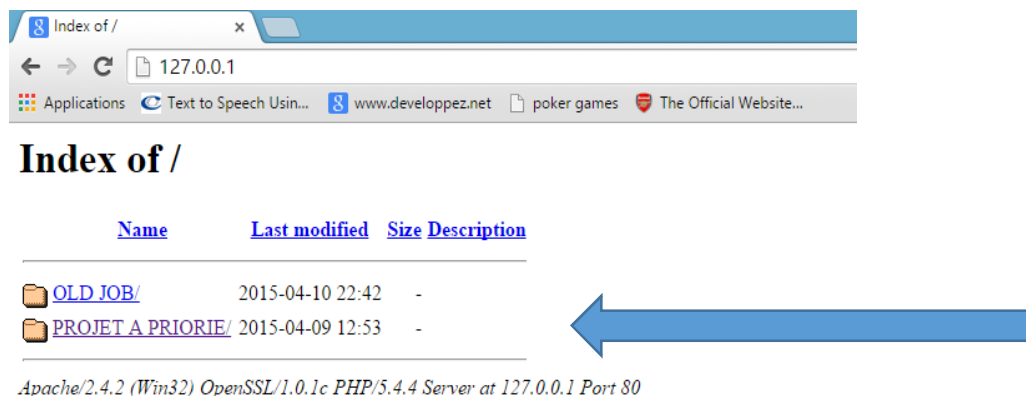 Index of /
127.0.0.1
Applications Text to Speech Usin... www.developpez.net poker games The Official Website...
Index of /
Name Last modified Size Description
OLD JOB/ 2015-04-10 22:42 -
PROJET A PRIORIE/ 2015-04-09 12:53 -
Apache/2.4.2 (Win32) OpenSSL/1.0.1c PHP/5.4.4 Server at 127.0.0.1 Port 80